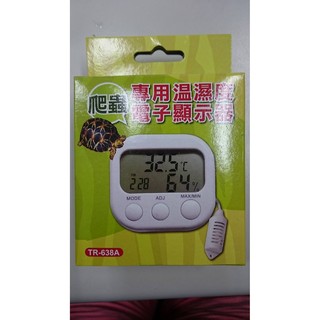 爬蟲
專用溫濕度
電子顯示器
32.5°C
2:28
64%
MODE
ADJ
MAX/MIN
TR-638A